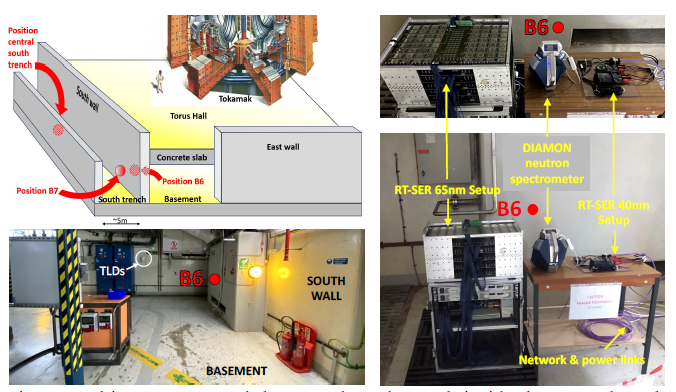 Position
central
south
trench
South wall
Tokamak
Torus Hall
East wall
Concrete slab
Position B7
Position B6
South trench
Basement
~5m
B6
DIAMON
neutron
spectrometer
RT-SER 65nm Setup
RT-SER 40nm
Setup
B6
CAUTION
Network & power links
TLDs
B6
SOUTH
WALL
BASEMENT